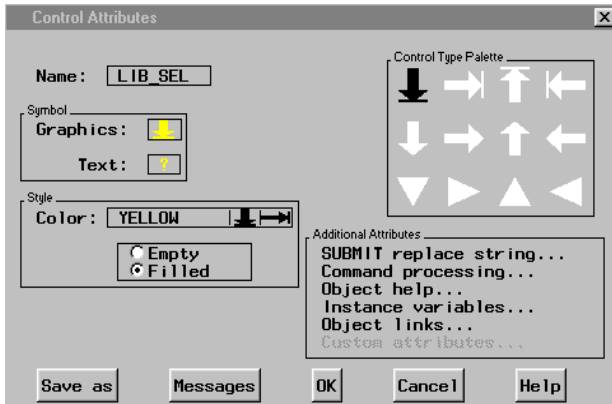 Control Attributes
Name: LIB_SEL
Control Type Palette
Symbol
Graphics:
Text: ?
Style
Color: YELLOW
Empty
Filled
Additional Attributes
SUBMIT replace string...
Command processing...
Object help...
Instance variables...
Object links...
Custom attributes...
Save as Messages OK Cancel Help